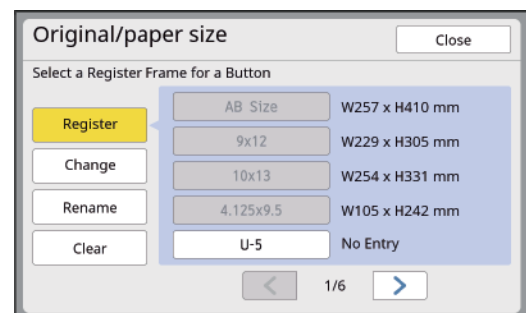 Original/paper size
Close
Select a Register Frame for a Button
Register
Change
Rename
Clear
AB Size W257 x H410 mm
9x12 W229 x H305 mm
10x13 W254 x H331 mm
4.125x9.5 W105 x H242 mm
U-5 No Entry
< 1/6 >